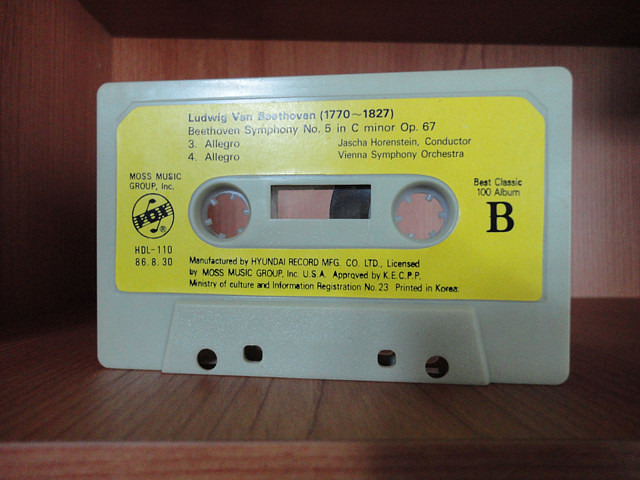 Ludwig Van Beethoven (1770~1827)
Beethoven Symphony No. 5 in C minor Op. 67
3. Allegro
Jascha Horenstein, Conductor
4. Allegro
Vienna Symphony Orchestra
MOSS MUSIC
GROUP, Inc.
HDL-110
86.8.30
Best Classic
100 Album
B
Manufactured by HYUNDAI RECORD MFG. CO. LTD., Licensed
by MOSS MUSIC GROUP, Inc. U.S.A. Approved by K.E.C.P.P.
Ministry of culture and Information Registration No. 23 Printed in Korea.